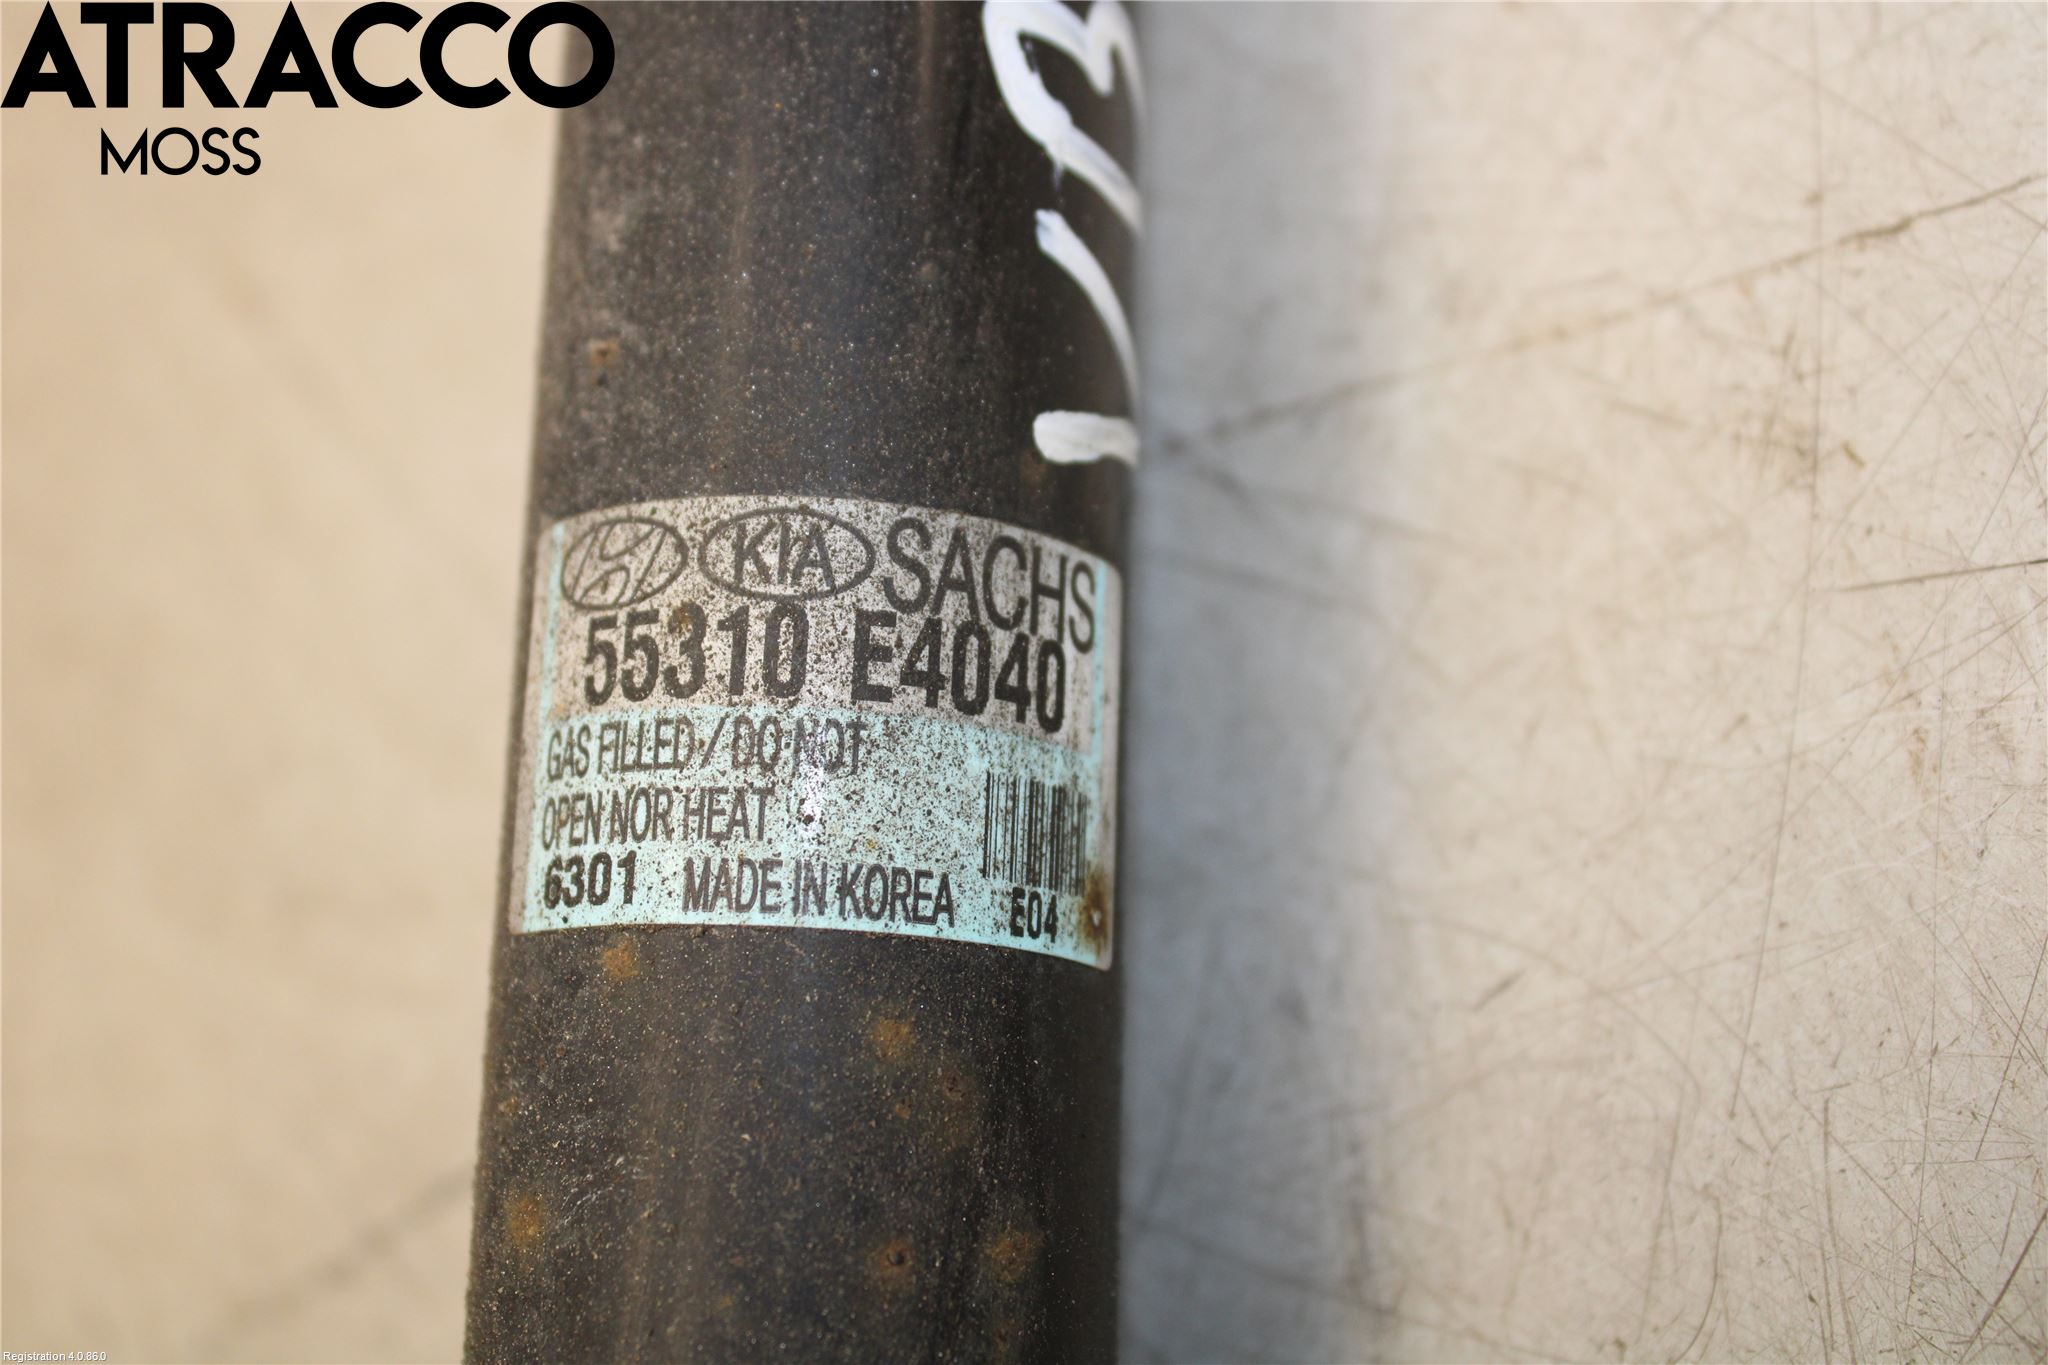 ATRACCO
MOSS
KIA SACHS
55310 E4040
GAS FILLED / DO NOT
OPEN NOR HEAT
6301 MADE IN KOREA E04
Registration 4.0.86.0